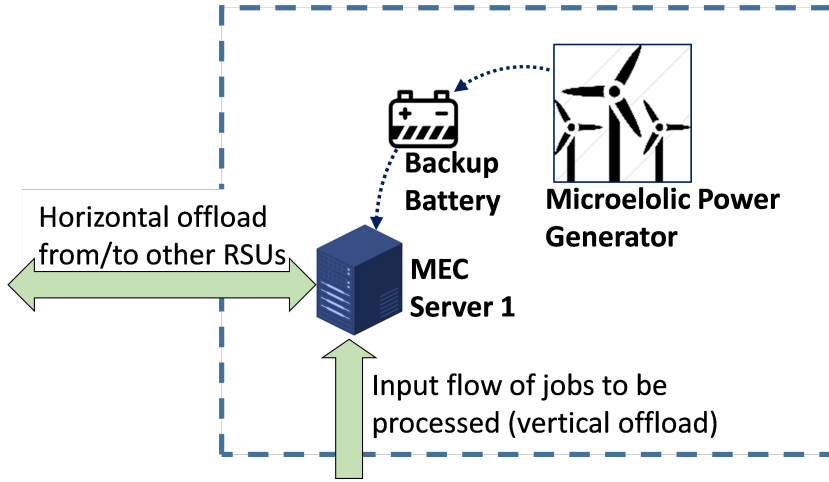 Backup
Battery
Microelolic Power
Generator
Horizontal offload
from/to other RSUs
MEC
Server 1
Input flow of jobs to be
processed (vertical offload)